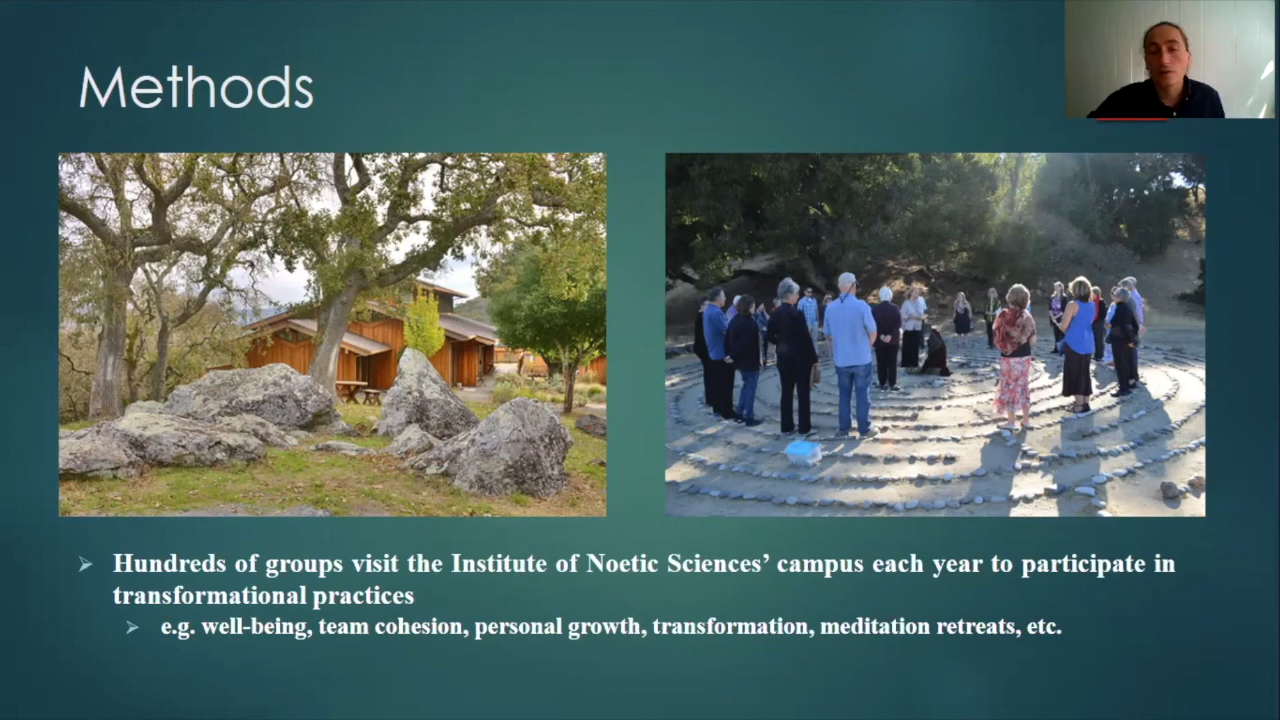 Methods
Hundreds of groups visit the Institute of Noetic Sciences’ campus each year to participate in
transformational practices
e.g. well-being, team cohesion, personal growth, transformation, meditation retreats, etc.